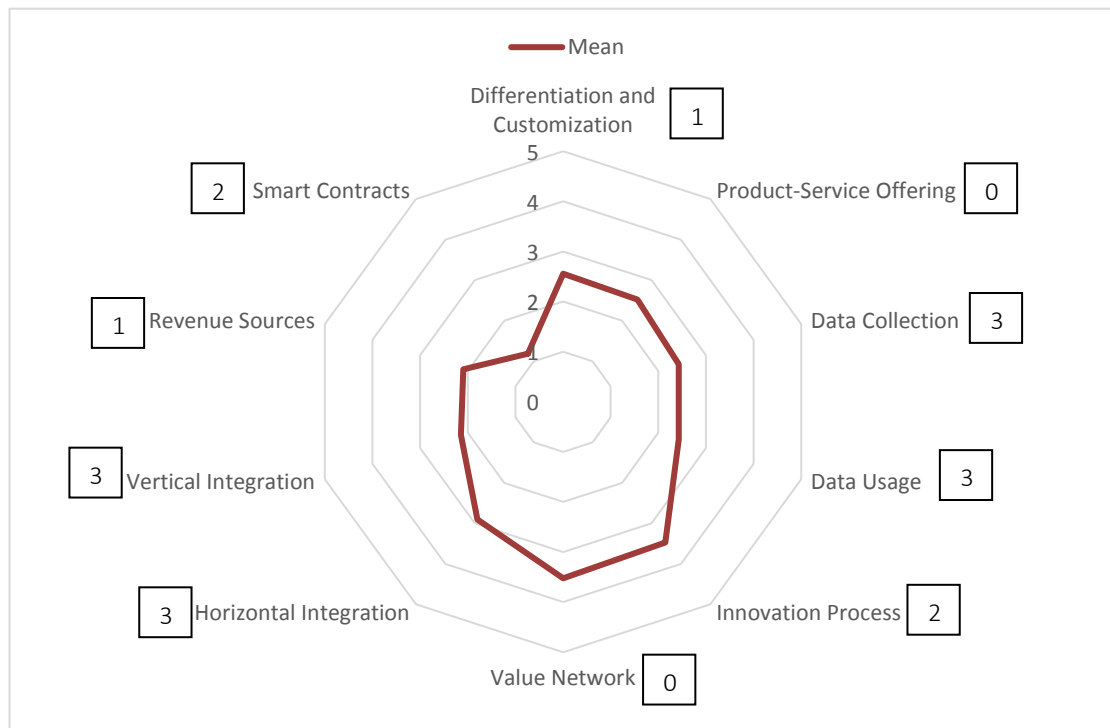 Mean
Differentiation and
Customization
1
5
2
Smart Contracts
Product-Service Offering
0
4
3
1
Revenue Sources
Data Collection
3
2
1
0
3
Vertical Integration
Data Usage
3
3
Horizontal Integration
Innovation Process
2
Value Network
0